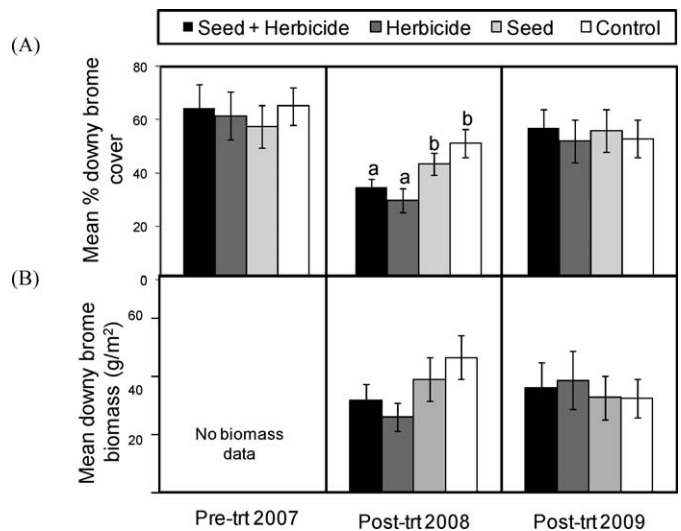 Seed + Herbicide Herbicide Seed Control
(A)
Mean % downy brome
cover
80
60
40
20
0
a a b b
(B)
Mean downy brome
biomass (g/m²)
60
40
20
No biomass
data
Pre-trt 2007 Post-trt 2008 Post-trt 2009